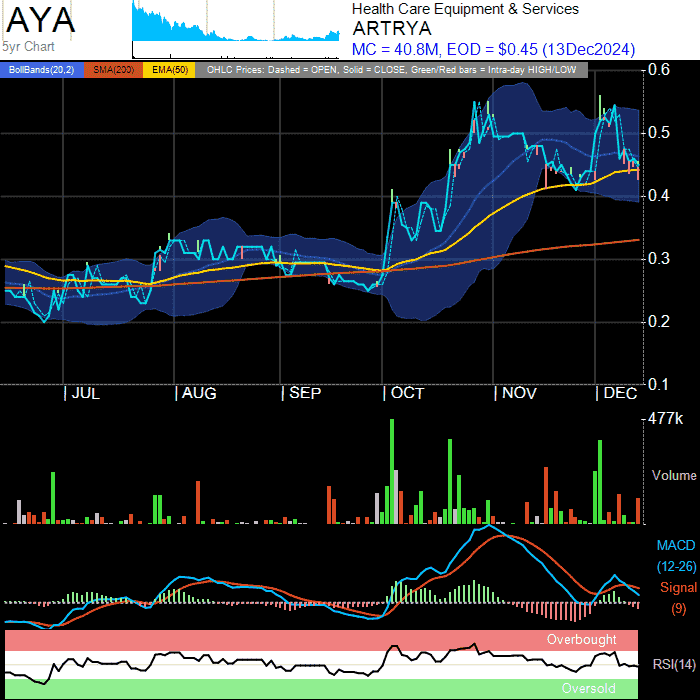 AYA
5yr Chart
Health Care Equipment & Services
ARTRYA
MC = 40.8M, EOD = $0.45 (13Dec2024)
BollBands(20,2) SMA(200) EMA(50) OHLC Prices: Dashed = OPEN, Solid = CLOSE, Green/Red bars = Intra-day HIGH/LOW
0.6
0.5
0.4
0.3
0.2
0.1
JUL AUG SEP OCT NOV DEC
477k
Volume
MACD
(12-26)
Signal
(9)
Overbought
RSI(14)
Oversold